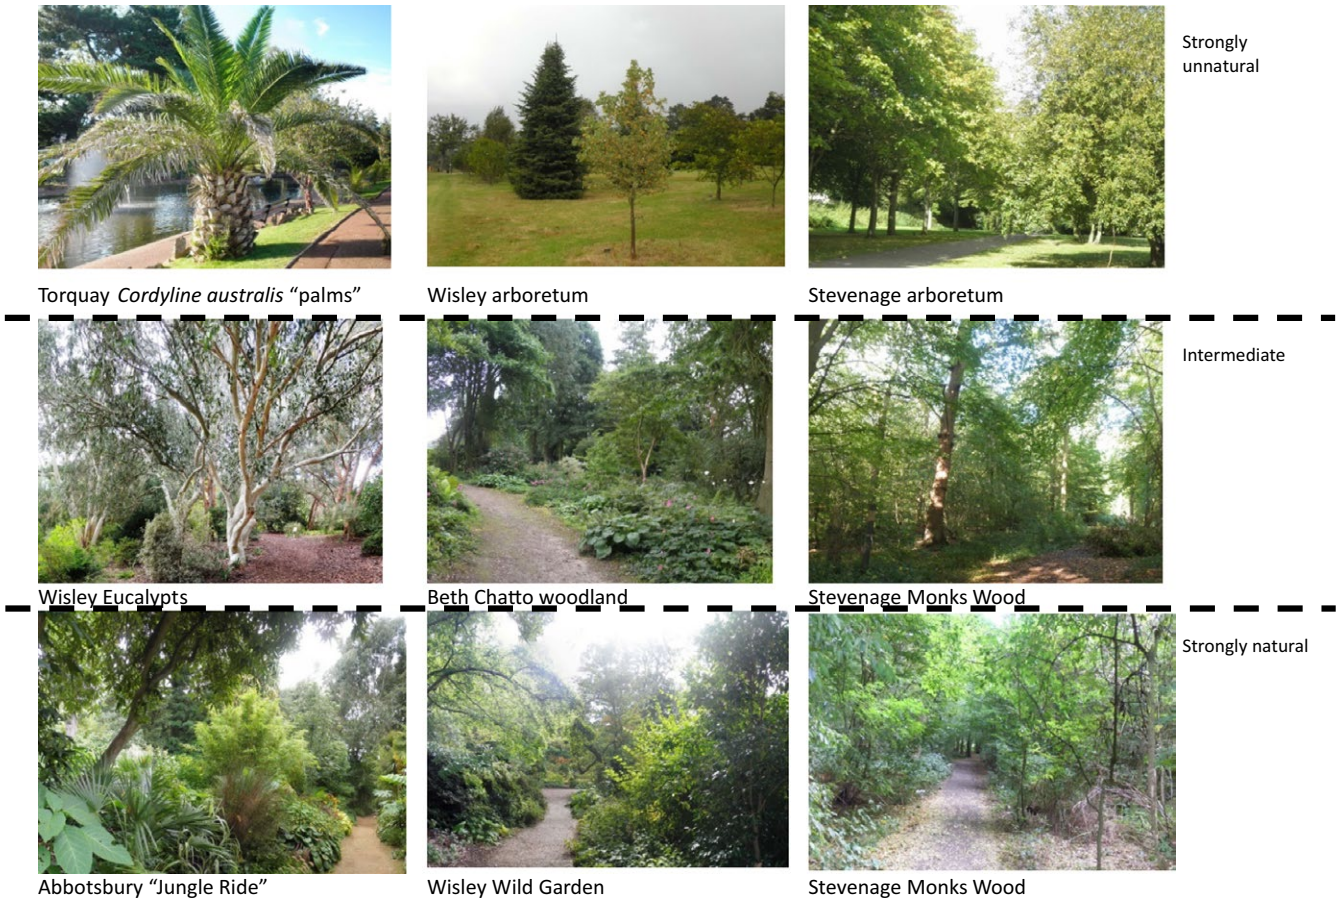 Strongly
unnatural
Torquay Cordyline australis “palms”
Wisley arboretum
Stevenage arboretum
Intermediate
Wisley Eucalypts
Beth Chatto woodland
Stevenage Monks Wood
Strongly natural
Abbotsbury “Jungle Ride”
Wisley Wild Garden
Stevenage Monks Wood